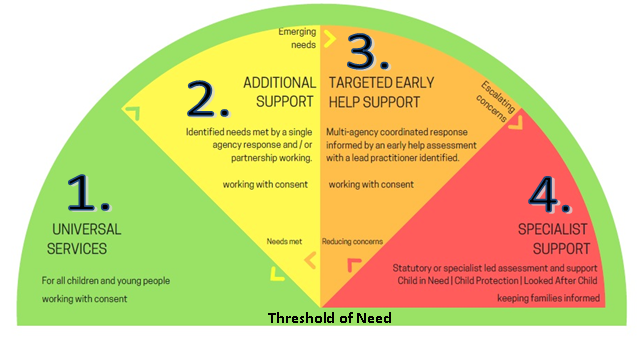 1.
UNIVERSAL
SERVICES
For all children and young people
working with consent
Emerging
needs
2.
ADDITIONAL
SUPPORT
Identified needs met by a single
agency response and / or
partnership working.
working with consent
Needs met
3.
TARGETED EARLY
HELP SUPPORT
Multi-agency coordinated response
informed by an early help assessment
with a lead practitioner identified.
working with consent
Reducing concerns
Escalating
concerns
4.
SPECIALIST
SUPPORT
Statutory or specialist led assessment and support
Child in Need | Child Protection | Looked After Child
keeping families informed
Threshold of Need